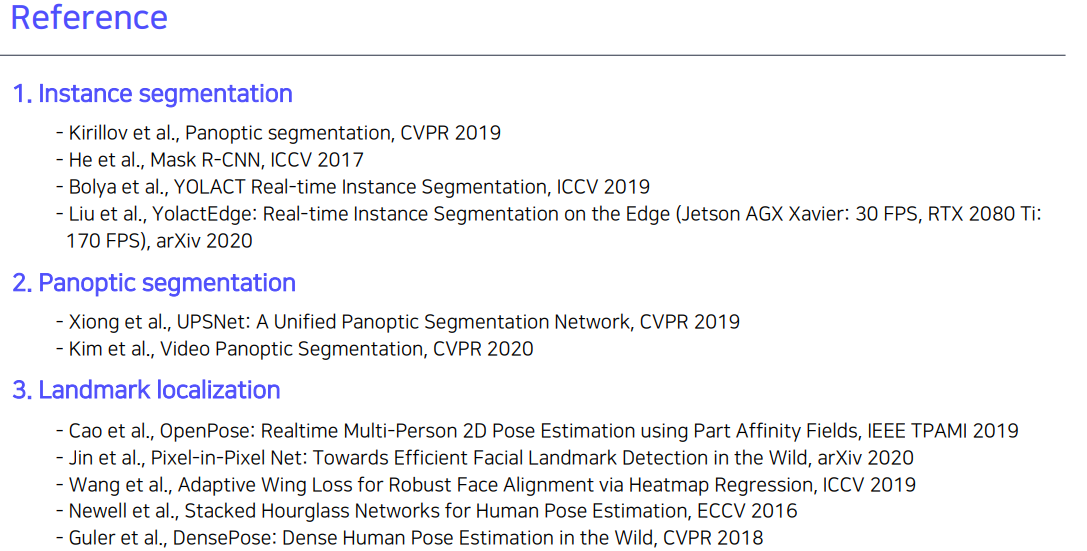 Reference
1. Instance segmentation
- Kirillov et al., Panoptic segmentation, CVPR 2019
- He et al., Mask R-CNN, ICCV 2017
- Bolya et al., YOLACT Real-time Instance Segmentation, ICCV 2019
- Liu et al., YolactEdge: Real-time Instance Segmentation on the Edge (Jetson AGX Xavier: 30 FPS, RTX 2080 Ti:
170 FPS), arXiv 2020
2. Panoptic segmentation
- Xiong et al., UPSNet: A Unified Panoptic Segmentation Network, CVPR 2019
- Kim et al., Video Panoptic Segmentation, CVPR 2020
3. Landmark localization
- Cao et al., OpenPose: Realtime Multi-Person 2D Pose Estimation using Part Affinity Fields, IEEE TPAMI 2019
- Jin et al., Pixel-in-Pixel Net: Towards Efficient Facial Landmark Detection in the Wild, arXiv 2020
- Wang et al., Adaptive Wing Loss for Robust Face Alignment via Heatmap Regression, ICCV 2019
- Newell et al., Stacked Hourglass Networks for Human Pose Estimation, ECCV 2016
- Guler et al., DensePose: Dense Human Pose Estimation in the Wild, CVPR 2018